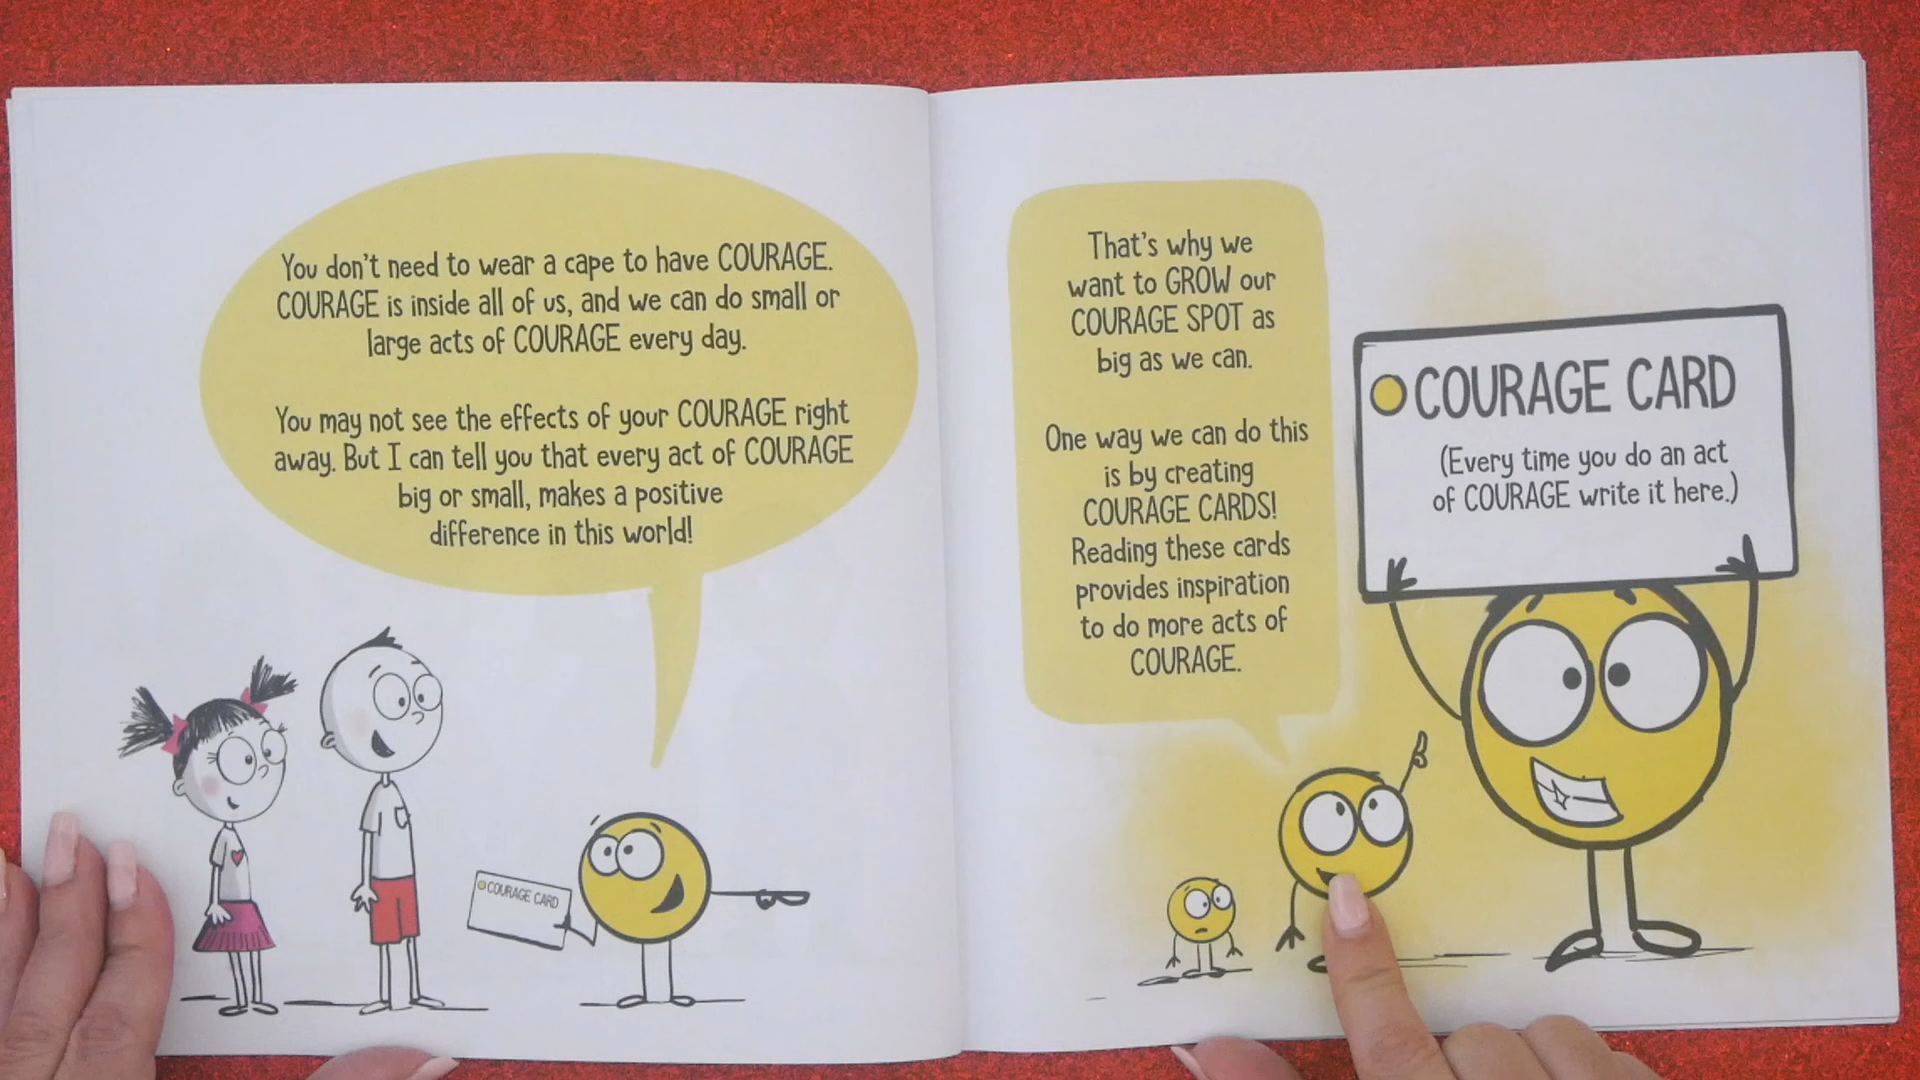 You don't need to wear a cape to have COURAGE.
COURAGE is inside all of us, and we can do small or
large acts of COURAGE every day.
You may not see the effects of your COURAGE right
away. But I can tell you that every act of COURAGE
big or small, makes a positive
difference in this world!
COURAGE CARD
That's why we
want to GROW our
COURAGE SPOT as
big as we can.
One way we can do this
is by creating
COURAGE CARDS!
Reading these cards
provides inspiration
to do more acts of
COURAGE.
COURAGE CARD
(Every time you do an act
of COURAGE write it here.)